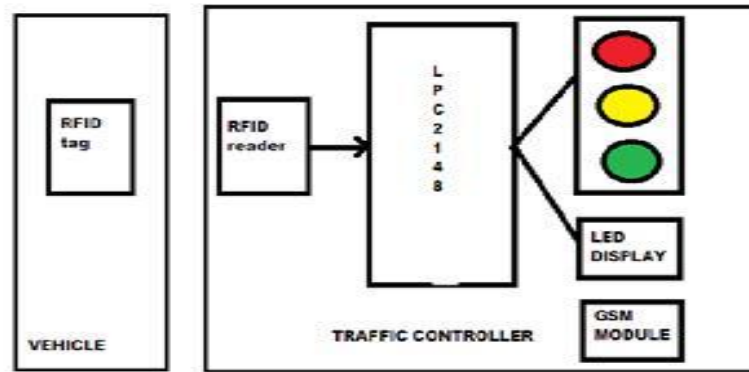 RFID
tag
VEHICLE
RFID
reader
L
P
C
2
1
4
8
LED
DISPLAY
GSM
MODULE
TRAFFIC CONTROLLER